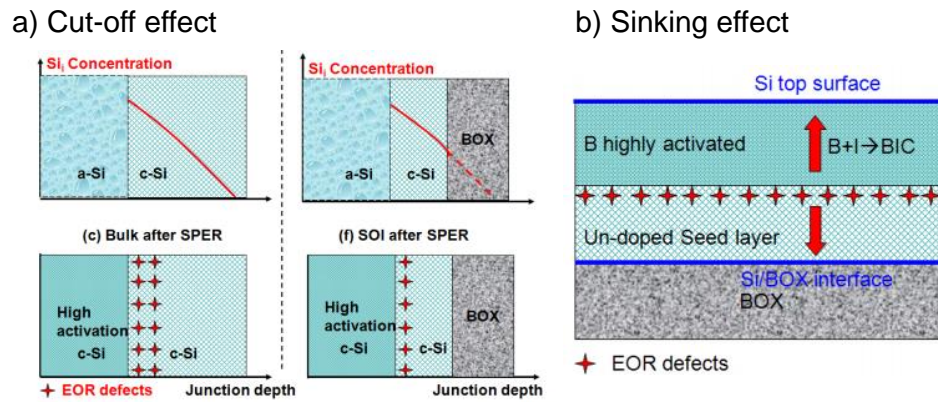 a) Cut-off effect
b) Sinking effect
Siᵢ Concentration
a-Si
c-Si
Siᵢ Concentration
a-Si
c-Si
BOX
(c) Bulk after SPER
(f) SOI after SPER
High
activation
c-Si
c-Si
EOR defects
Junction depth
High
activation
c-Si
c-Si
BOX
Junction depth
Si top surface
B highly activated
B+I→BIC
Un-doped Seed layer
Si/BOX interface
BOX
EOR defects